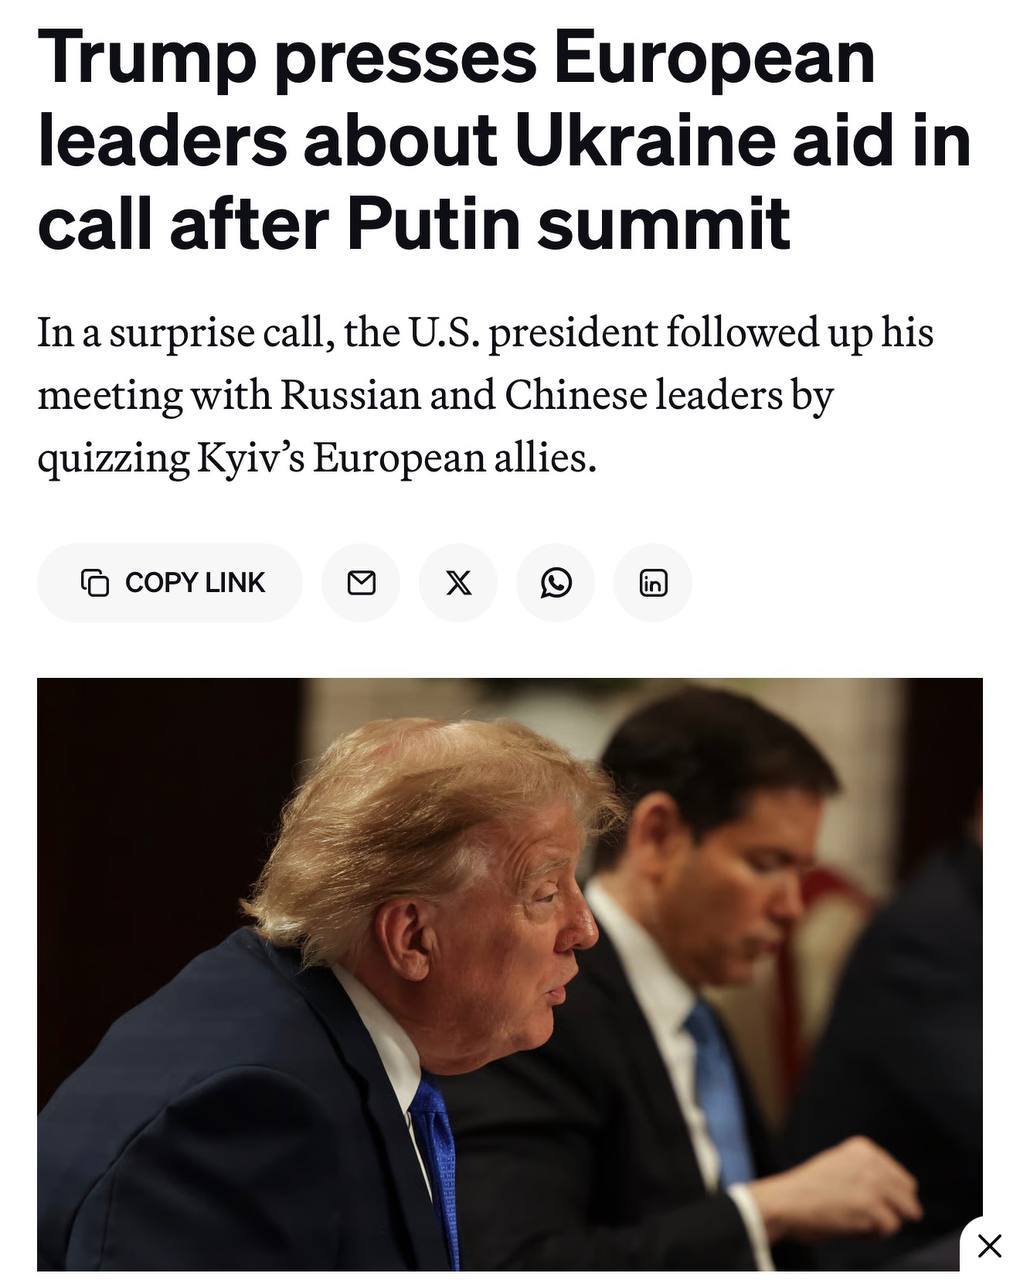 Trump presses European
leaders about Ukraine aid in
call after Putin summit
In a surprise call, the U.S. president followed up his
meeting with Russian and Chinese leaders by
quizzing Kyiv’s European allies.
COPY LINK